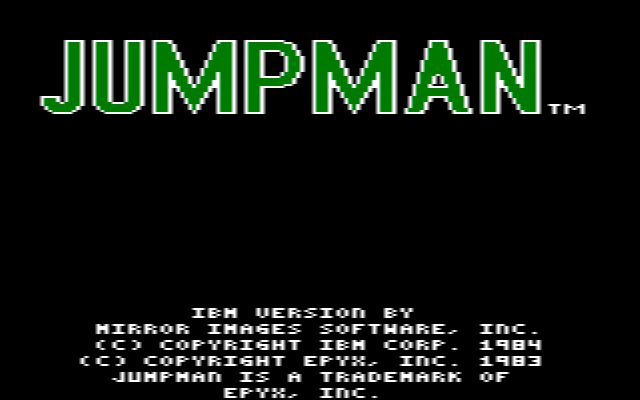 JUMPMAN™
IBM VERSION BY
MIRROR IMAGES SOFTWARE, INC.
(C) COPYRIGHT IBM CORP. 1984
(C) COPYRIGHT EPYX, INC. 1983
JUMPMAN IS A TRADEMARK OF
EPYX, INC.